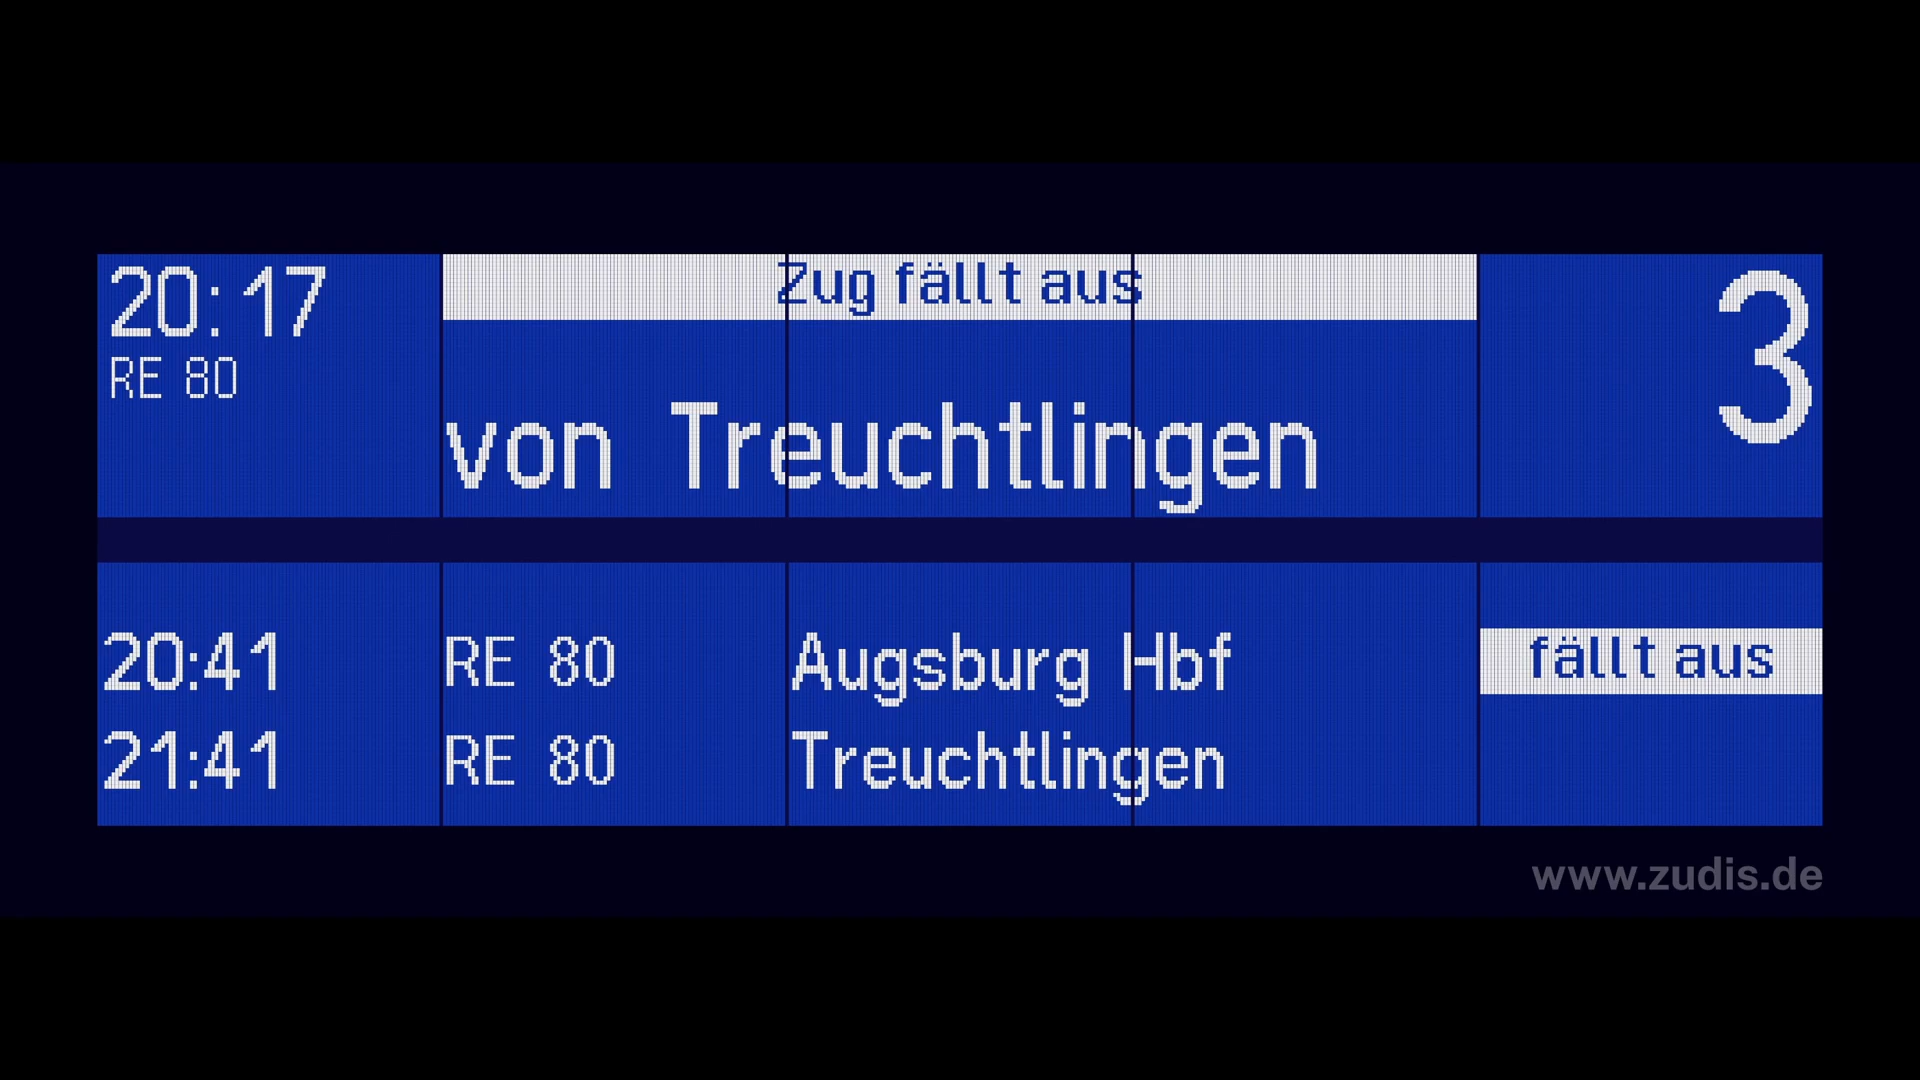 20:17
Zug fällt aus
3
RE 80
von Treuchtlingen
20:41 RE 80 Augsburg Hbf fällt aus
21:41 RE 80 Treuchtlingen
www.zudis.de